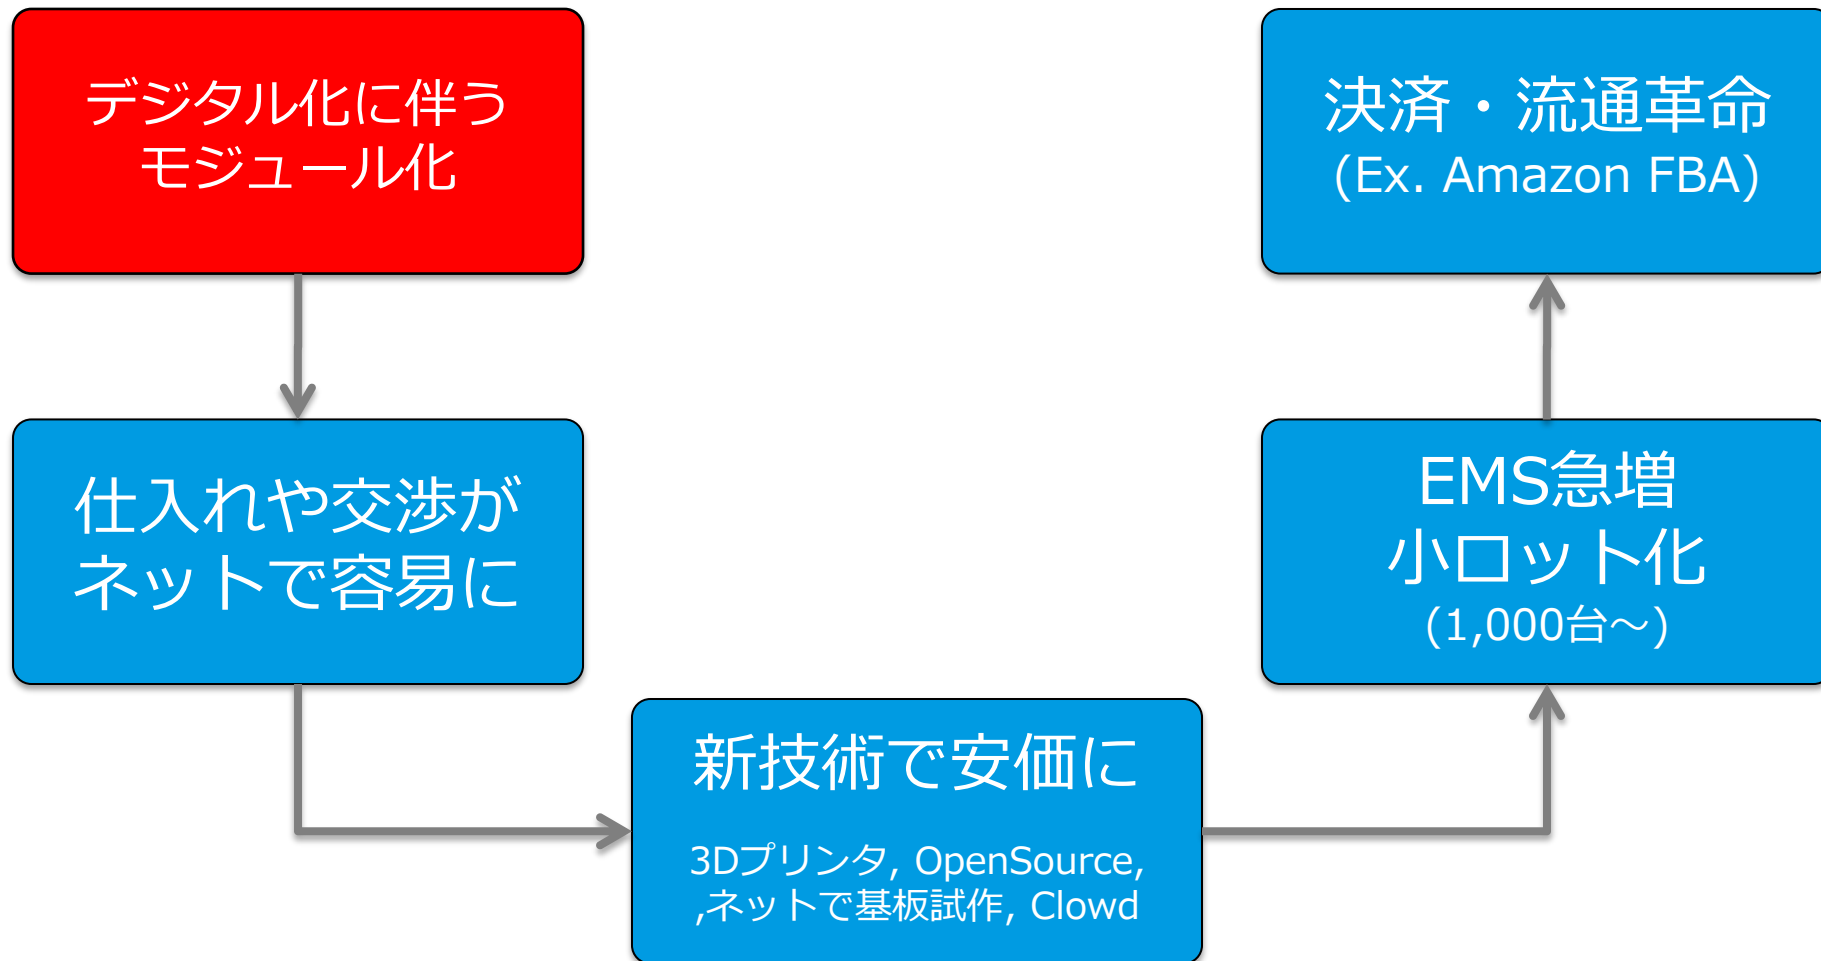 デジタル化に伴う
モジュール化
仕入れや交渉が
ネットで容易に
新技術で安価に
3Dプリンタ, OpenSource,
,ネットで基板試作, Clowd
EMS急増
小ロット化
(1,000台～)
決済・流通革命
(Ex. Amazon FBA)